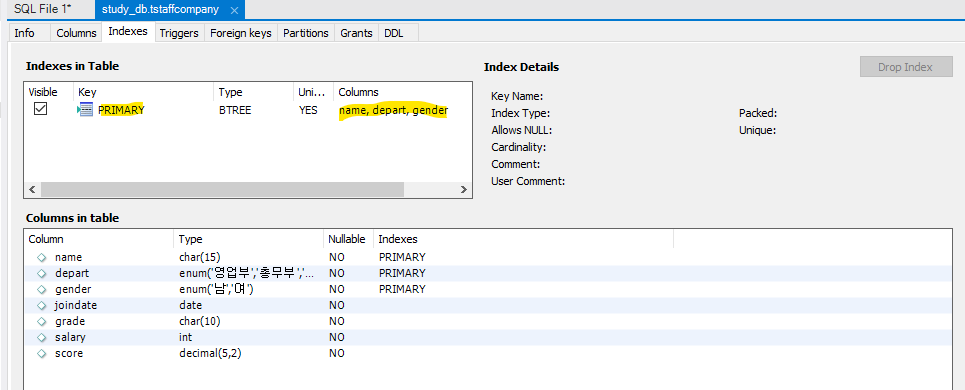 SQL File 1* study_db.tstaffcompany
Info Columns Indexes Triggers Foreign keys Partitions Grants DDL
Indexes in Table
Visible Key Type Uni... Columns
PRIMARY BTREE YES name, depart, gender
Index Details Drop Index
Key Name:
Index Type: Packed:
Allows NULL: Unique:
Cardinality:
Comment:
User Comment:
Columns in table
Column Type Nullable Indexes
name char(15) NO PRIMARY
depart enum('영업부','총무부','... NO PRIMARY
gender enum('남','여') NO PRIMARY
joindate date NO
grade char(10) NO
salary int NO
score decimal(5,2) NO